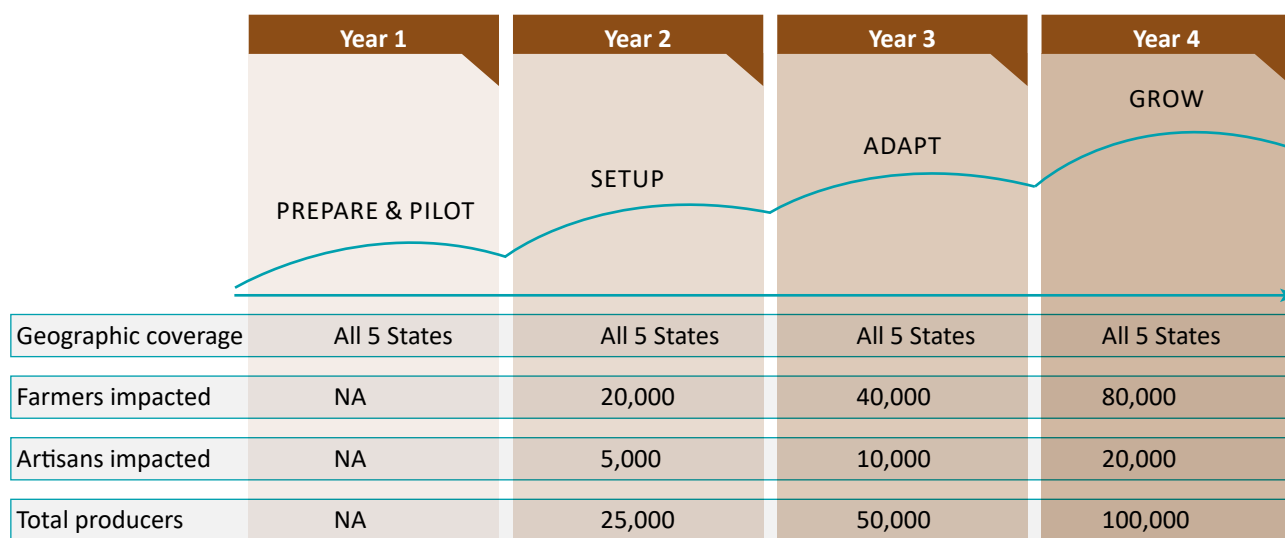 Year 1 Year 2 Year 3 Year 4
GROW
ADAPT
SETUP
PREPARE & PILOT
Geographic coverage All 5 States All 5 States All 5 States All 5 States
Farmers impacted NA 20,000 40,000 80,000
Artisans impacted NA 5,000 10,000 20,000
Total producers NA 25,000 50,000 100,000